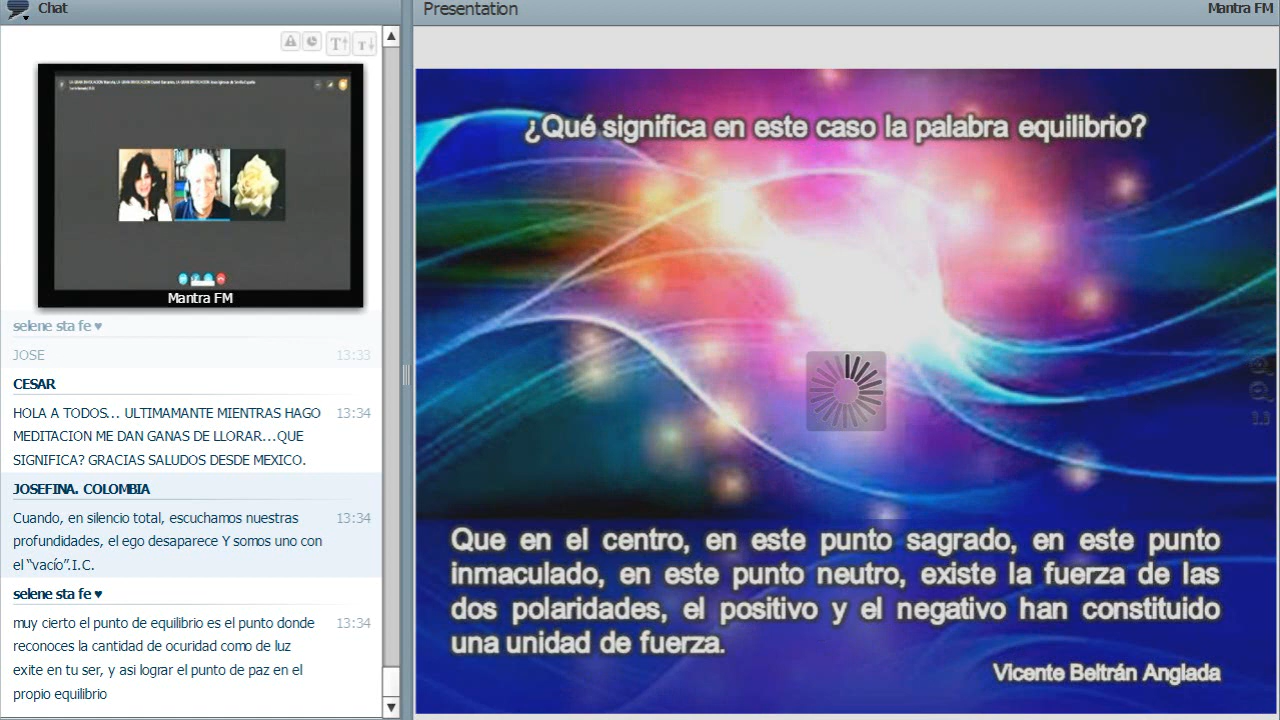 Chat
Mantra FM
selene sta fe ♥
JOSE 13:33
CESAR
HOLA A TODOS... ULTIMAMANTE MIENTRAS HAGO 13:34
MEDITACION ME DAN GANAS DE LLORAR...QUE
SIGNIFICA? GRACIAS SALUDOS DESDE MEXICO.
JOSEFINA. COLOMBIA
Cuando, en silencio total, escuchamos nuestras 13:34
profundidades, el ego desaparece Y somos uno con
el “vacío”.I.C.
selene sta fe ♥
muy cierto el punto de equilibrio es el punto donde 13:34
reconoces la cantidad de ocuridad como de luz
exite en tu ser, y asi lograr el punto de paz en el
propio equilibrio
Presentation
Mantra FM
¿Qué significa en este caso la palabra equilibrio?
Que en el centro, en este punto sagrado, en este punto
inmaculado, en este punto neutro, existe la fuerza de las
dos polaridades, el positivo y el negativo han constituido
una unidad de fuerza.
Vicente Beltrán Anglada